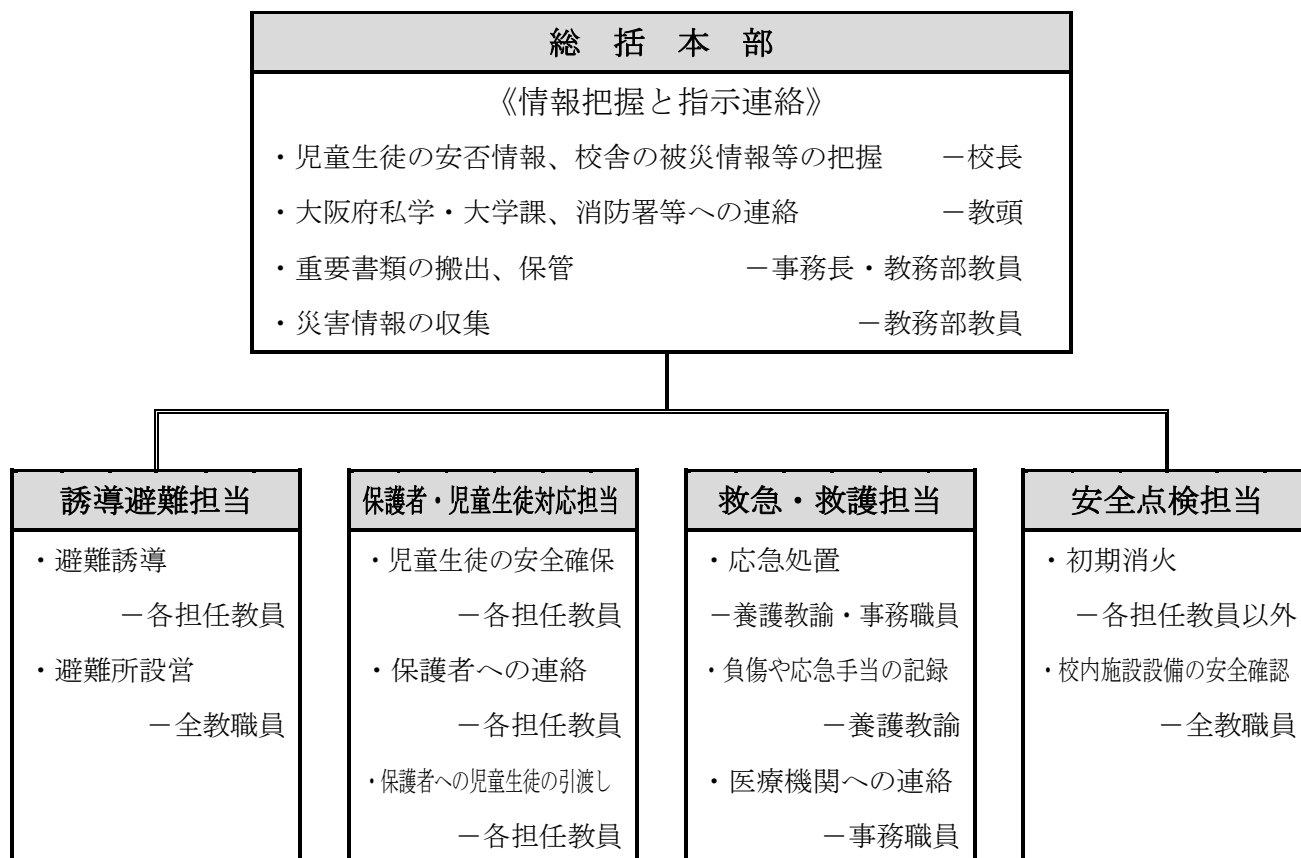 総 括 本 部
《情報把握と指示連絡》
・児童生徒の安否情報、校舎の被災情報等の把握 －校長
・大阪府私学・大学課、消防署等への連絡 －教頭
・重要書類の搬出、保管 －事務長・教務部教員
・災害情報の収集 －教務部教員
誘導避難担当
・避難誘導
－各担任教員
・避難所設営
－全教職員
保護者・児童生徒対応担当
・児童生徒の安全確保
－各担任教員
・保護者への連絡
－各担任教員
・保護者への児童生徒の引渡し
－各担任教員
救急・救護担当
・応急処置
－養護教諭・事務職員
・負傷や応急手当の記録
－養護教諭
・医療機関への連絡
－事務職員
安全点検担当
・初期消火
－各担任教員以外
・校内施設設備の安全確認
－全教職員